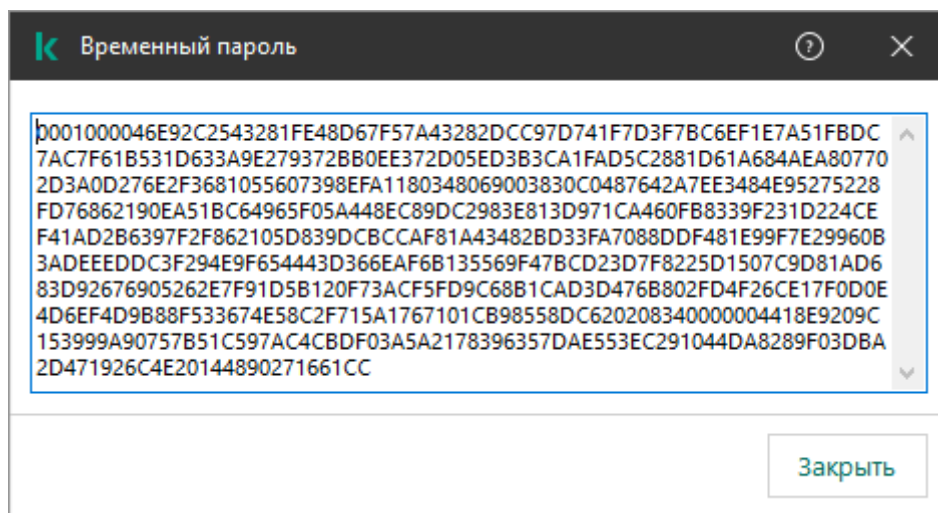 Временный пароль
0001000046E92C2543281FE48D67F57A43282DCC97D741F7D3F7BC6EF1E7A51FBDC
7AC7F61B531D633A9E279372BB0EE372D05ED3B3CA1FAD5C2881D61A684AEA80770
2D3A0D276E2F3681055607398EFA1180348069003830C0487642A7EE3484E95275228
FD76862190EA51BC64965F05A448EC89DC2983E813D971CA460FB8339F231D224CE
F41AD2B6397F2F862105D839DCBCCAF81A43482BD33FA7088DDF481E99F7E29960B
3ADEEEDDC3F294E9F654443D366EAF6B135569F47BCD23D7F8225D1507C9D81AD6
83D92676905262E7F91D5B120F73ACF5FD9C68B1CAD3D476B802FD4F26CE17F0D0E
4D6EF4D9B88F533674E58C2F715A1767101CB98558DC620208340000004418E9209C
153999A90757B51C597AC4CBDF03A5A2178396357DAE553EC291044DA8289F03DBA
2D471926C4E20144890271661CC
Закрыть